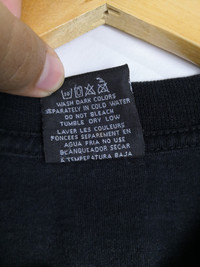 WASH DARK COLORS
SEPARATELY IN COLD WATER
DO NOT BLEACH
TUMBLE DRY LOW
LAVER LES COULEURS
FONCEES SEPAREMENT EN
AGUA FRIA NO USE
BLANQUEADOR SECAR
A TEMPERATURA BAJA